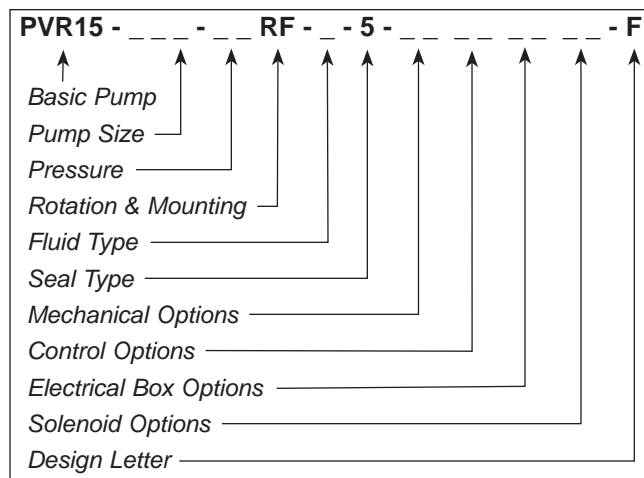 PVR15 - _ _ _ - _ _ RF - _ - 5 - _ _ _ _ _ _ _ _ - F
Basic Pump
Pump Size
Pressure
Rotation & Mounting
Fluid Type
Seal Type
Mechanical Options
Control Options
Electrical Box Options
Solenoid Options
Design Letter